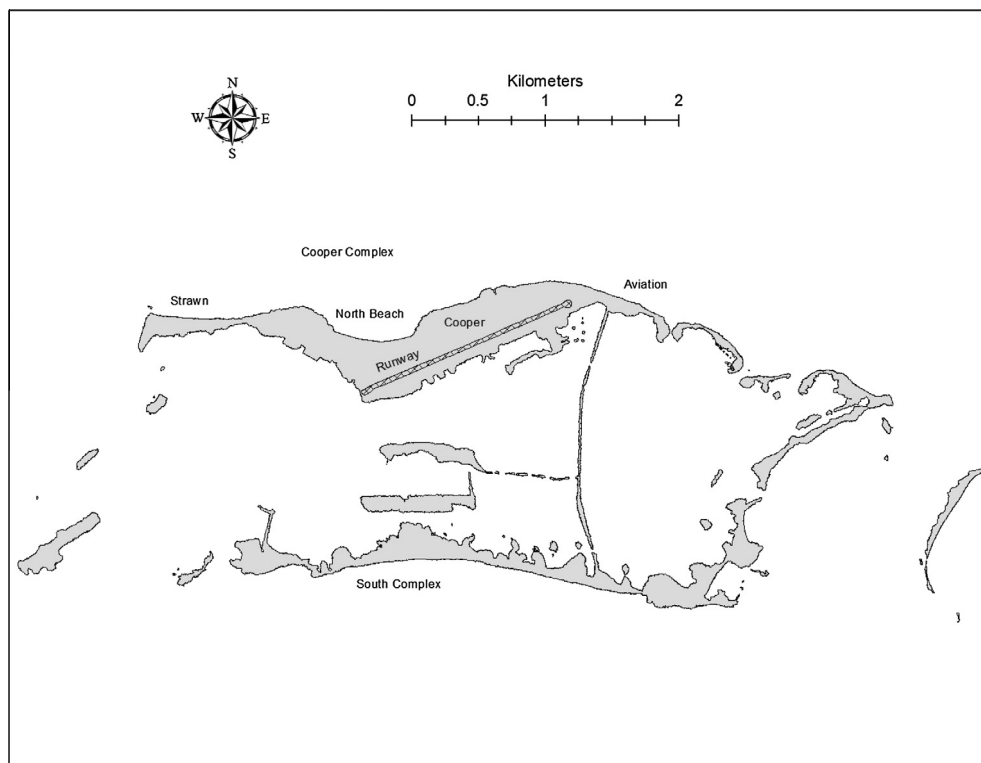 Kilometers
0 0.5 1 2
N
W E
S
Cooper Complex
Aviation
Strawn
North Beach
Cooper
Runway
South Complex